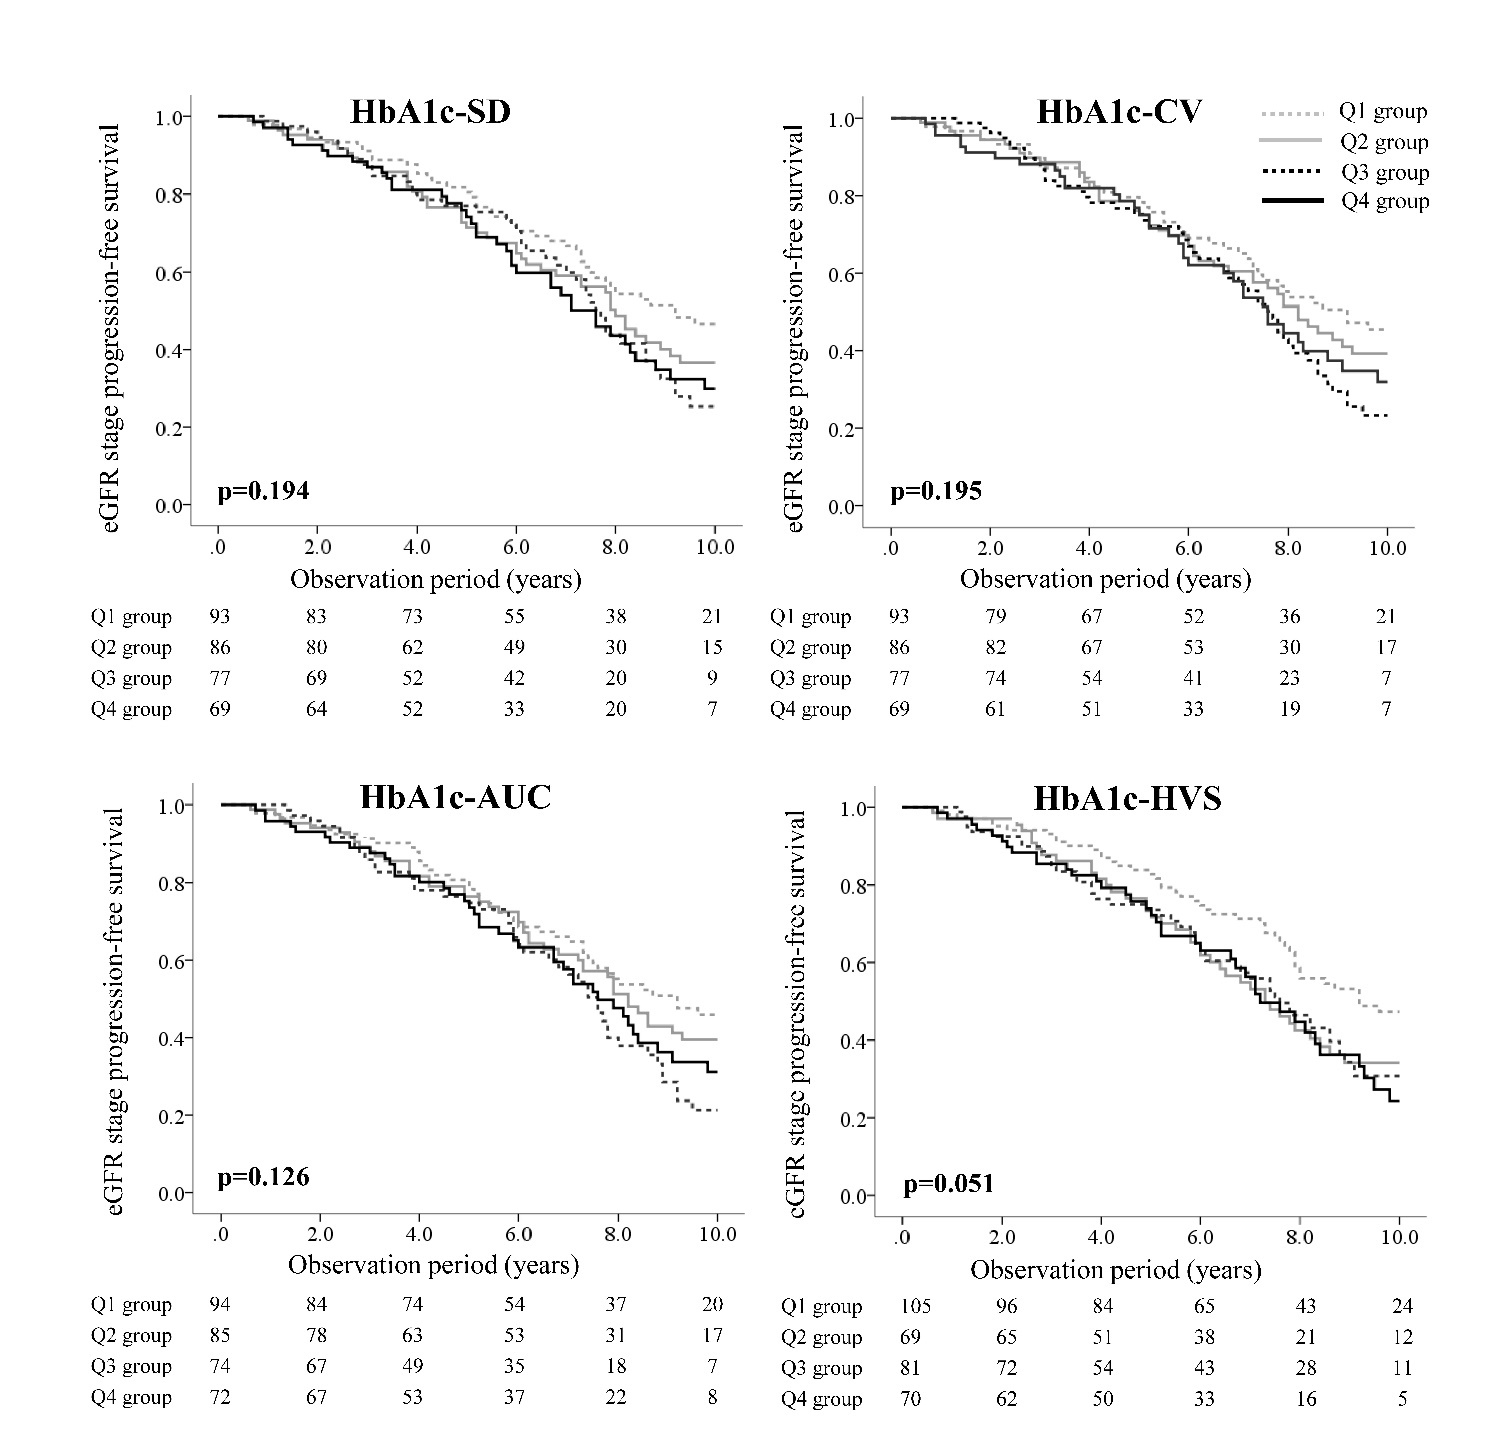 HbA1c-SD
eGFR stage progression-free survival
1.0
0.8
0.6
0.4
0.2
0.0
p=0.194
.0 2.0 4.0 6.0 8.0 10.0
Observation period (years)
Q1 group 93 83 73 55 38 21
Q2 group 86 80 62 49 30 15
Q3 group 77 69 52 42 20 9
Q4 group 69 64 52 33 20 7
HbA1c-CV
Q1 group
Q2 group
Q3 group
Q4 group
eGFR stage progression-free survival
1.0
0.8
0.6
0.4
0.2
0.0
p=0.195
.0 2.0 4.0 6.0 8.0 10.0
Observation period (years)
Q1 group 93 79 67 52 36 21
Q2 group 86 82 67 53 30 17
Q3 group 77 74 54 41 23 7
Q4 group 69 61 51 33 19 7
HbA1c-AUC
eGFR stage progression-free survival
1.0
0.8
0.6
0.4
0.2
0.0
p=0.126
.0 2.0 4.0 6.0 8.0 10.0
Observation period (years)
Q1 group 94 84 74 54 37 20
Q2 group 85 78 63 53 31 17
Q3 group 74 67 49 35 18 7
Q4 group 72 67 53 37 22 8
HbA1c-HVS
eGFR stage progression-free survival
1.0
0.8
0.6
0.4
0.2
0.0
p=0.051
.0 2.0 4.0 6.0 8.0 10.0
Observation period (years)
Q1 group 105 96 84 65 43 24
Q2 group 69 65 51 38 21 12
Q3 group 81 72 54 43 28 11
Q4 group 70 62 50 33 16 5